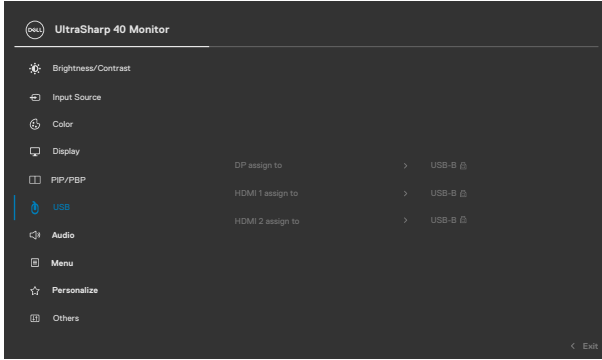 DELL UltraSharp 40 Monitor
Brightness/Contrast
Input Source
Color
Display
PIP/PBP
USB
Audio
Menu
Personalize
Others
DP assign to > USB-B
HDMI 1 assign to > USB-B
HDMI 2 assign to > USB-B
< Exit